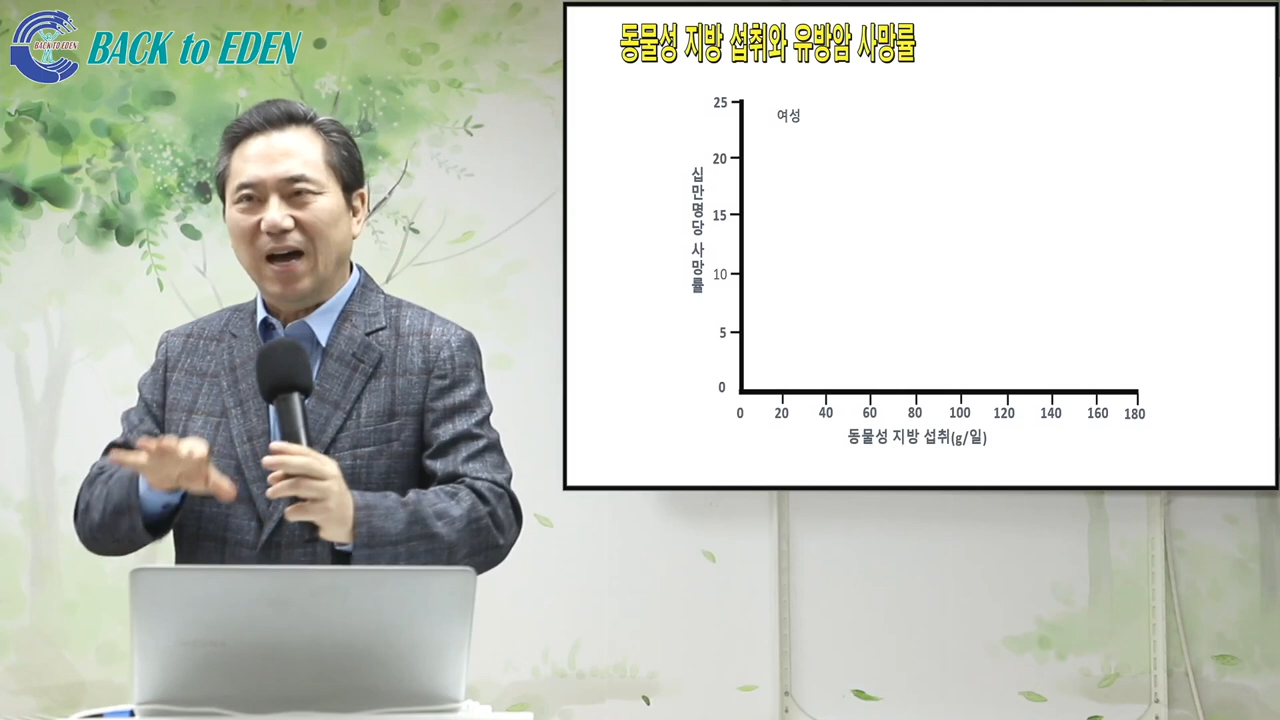 BACK TO EDEN
BACK to EDEN
동물성 지방 섭취와 유방암 사망률
여성
십만명당 사망률
25
20
15
10
5
0
0 20 40 60 80 100 120 140 160 180
동물성 지방 섭취(g/일)